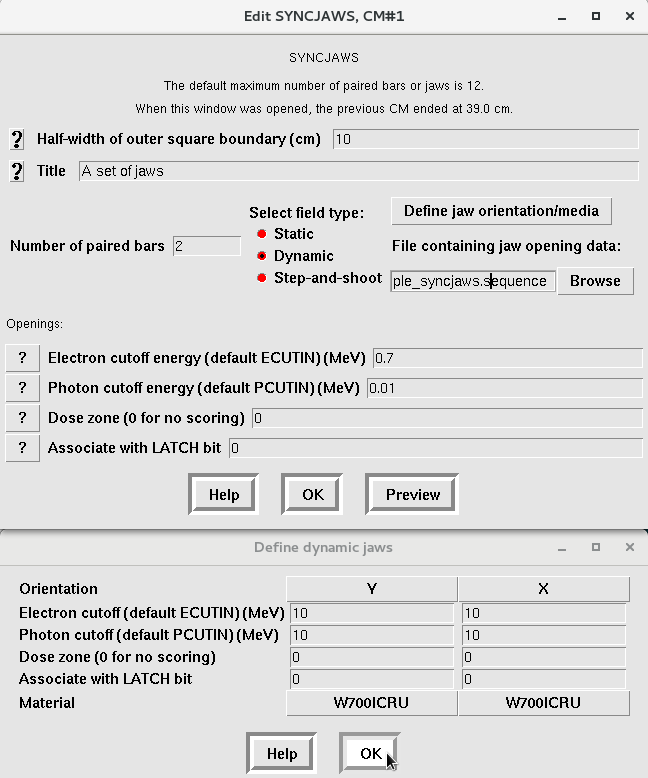 Edit SYNCJAWS, CM#1
SYNCJAWS
The default maximum number of paired bars or jaws is 12.
When this window was opened, the previous CM ended at 39.0 cm.
? Half-width of outer square boundary (cm) 10
? Title A set of jaws
Number of paired bars 2
Select field type:
Static
Dynamic
Step-and-shoot
Define jaw orientation/media
File containing jaw opening data:
ple_syncjaws.sequence Browse
Openings:
? Electron cutoff energy (default ECUTIN) (MeV) 0.7
? Photon cutoff energy (default PCUTIN) (MeV) 0.01
? Dose zone (0 for no scoring) 0
? Associate with LATCH bit 0
Help OK Preview
Define dynamic jaws
Orientation Y X
Electron cutoff (default ECUTIN) (MeV) 10 10
Photon cutoff (default PCUTIN) (MeV) 10 10
Dose zone (0 for no scoring) 0 0
Associate with LATCH bit 0 0
Material W700ICRU W700ICRU
Help OK